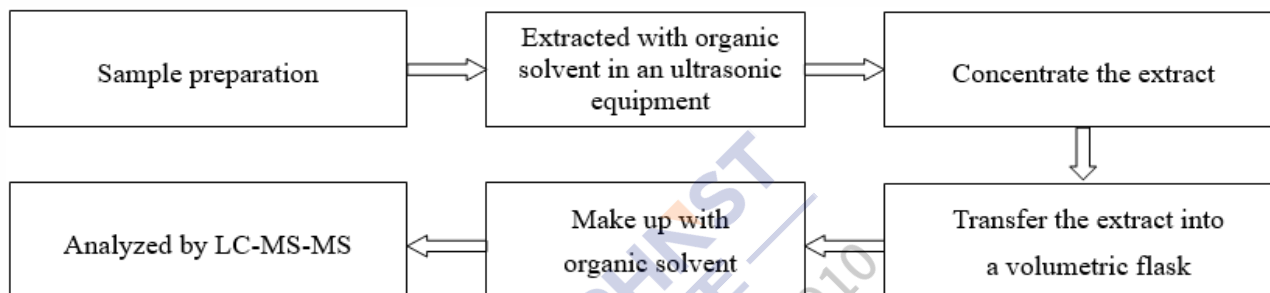 Sample preparation
Extracted with organic
solvent in an ultrasonic
equipment
Concentrate the extract
Transfer the extract into
a volumetric flask
Make up with
organic solvent
Analyzed by LC-MS-MS